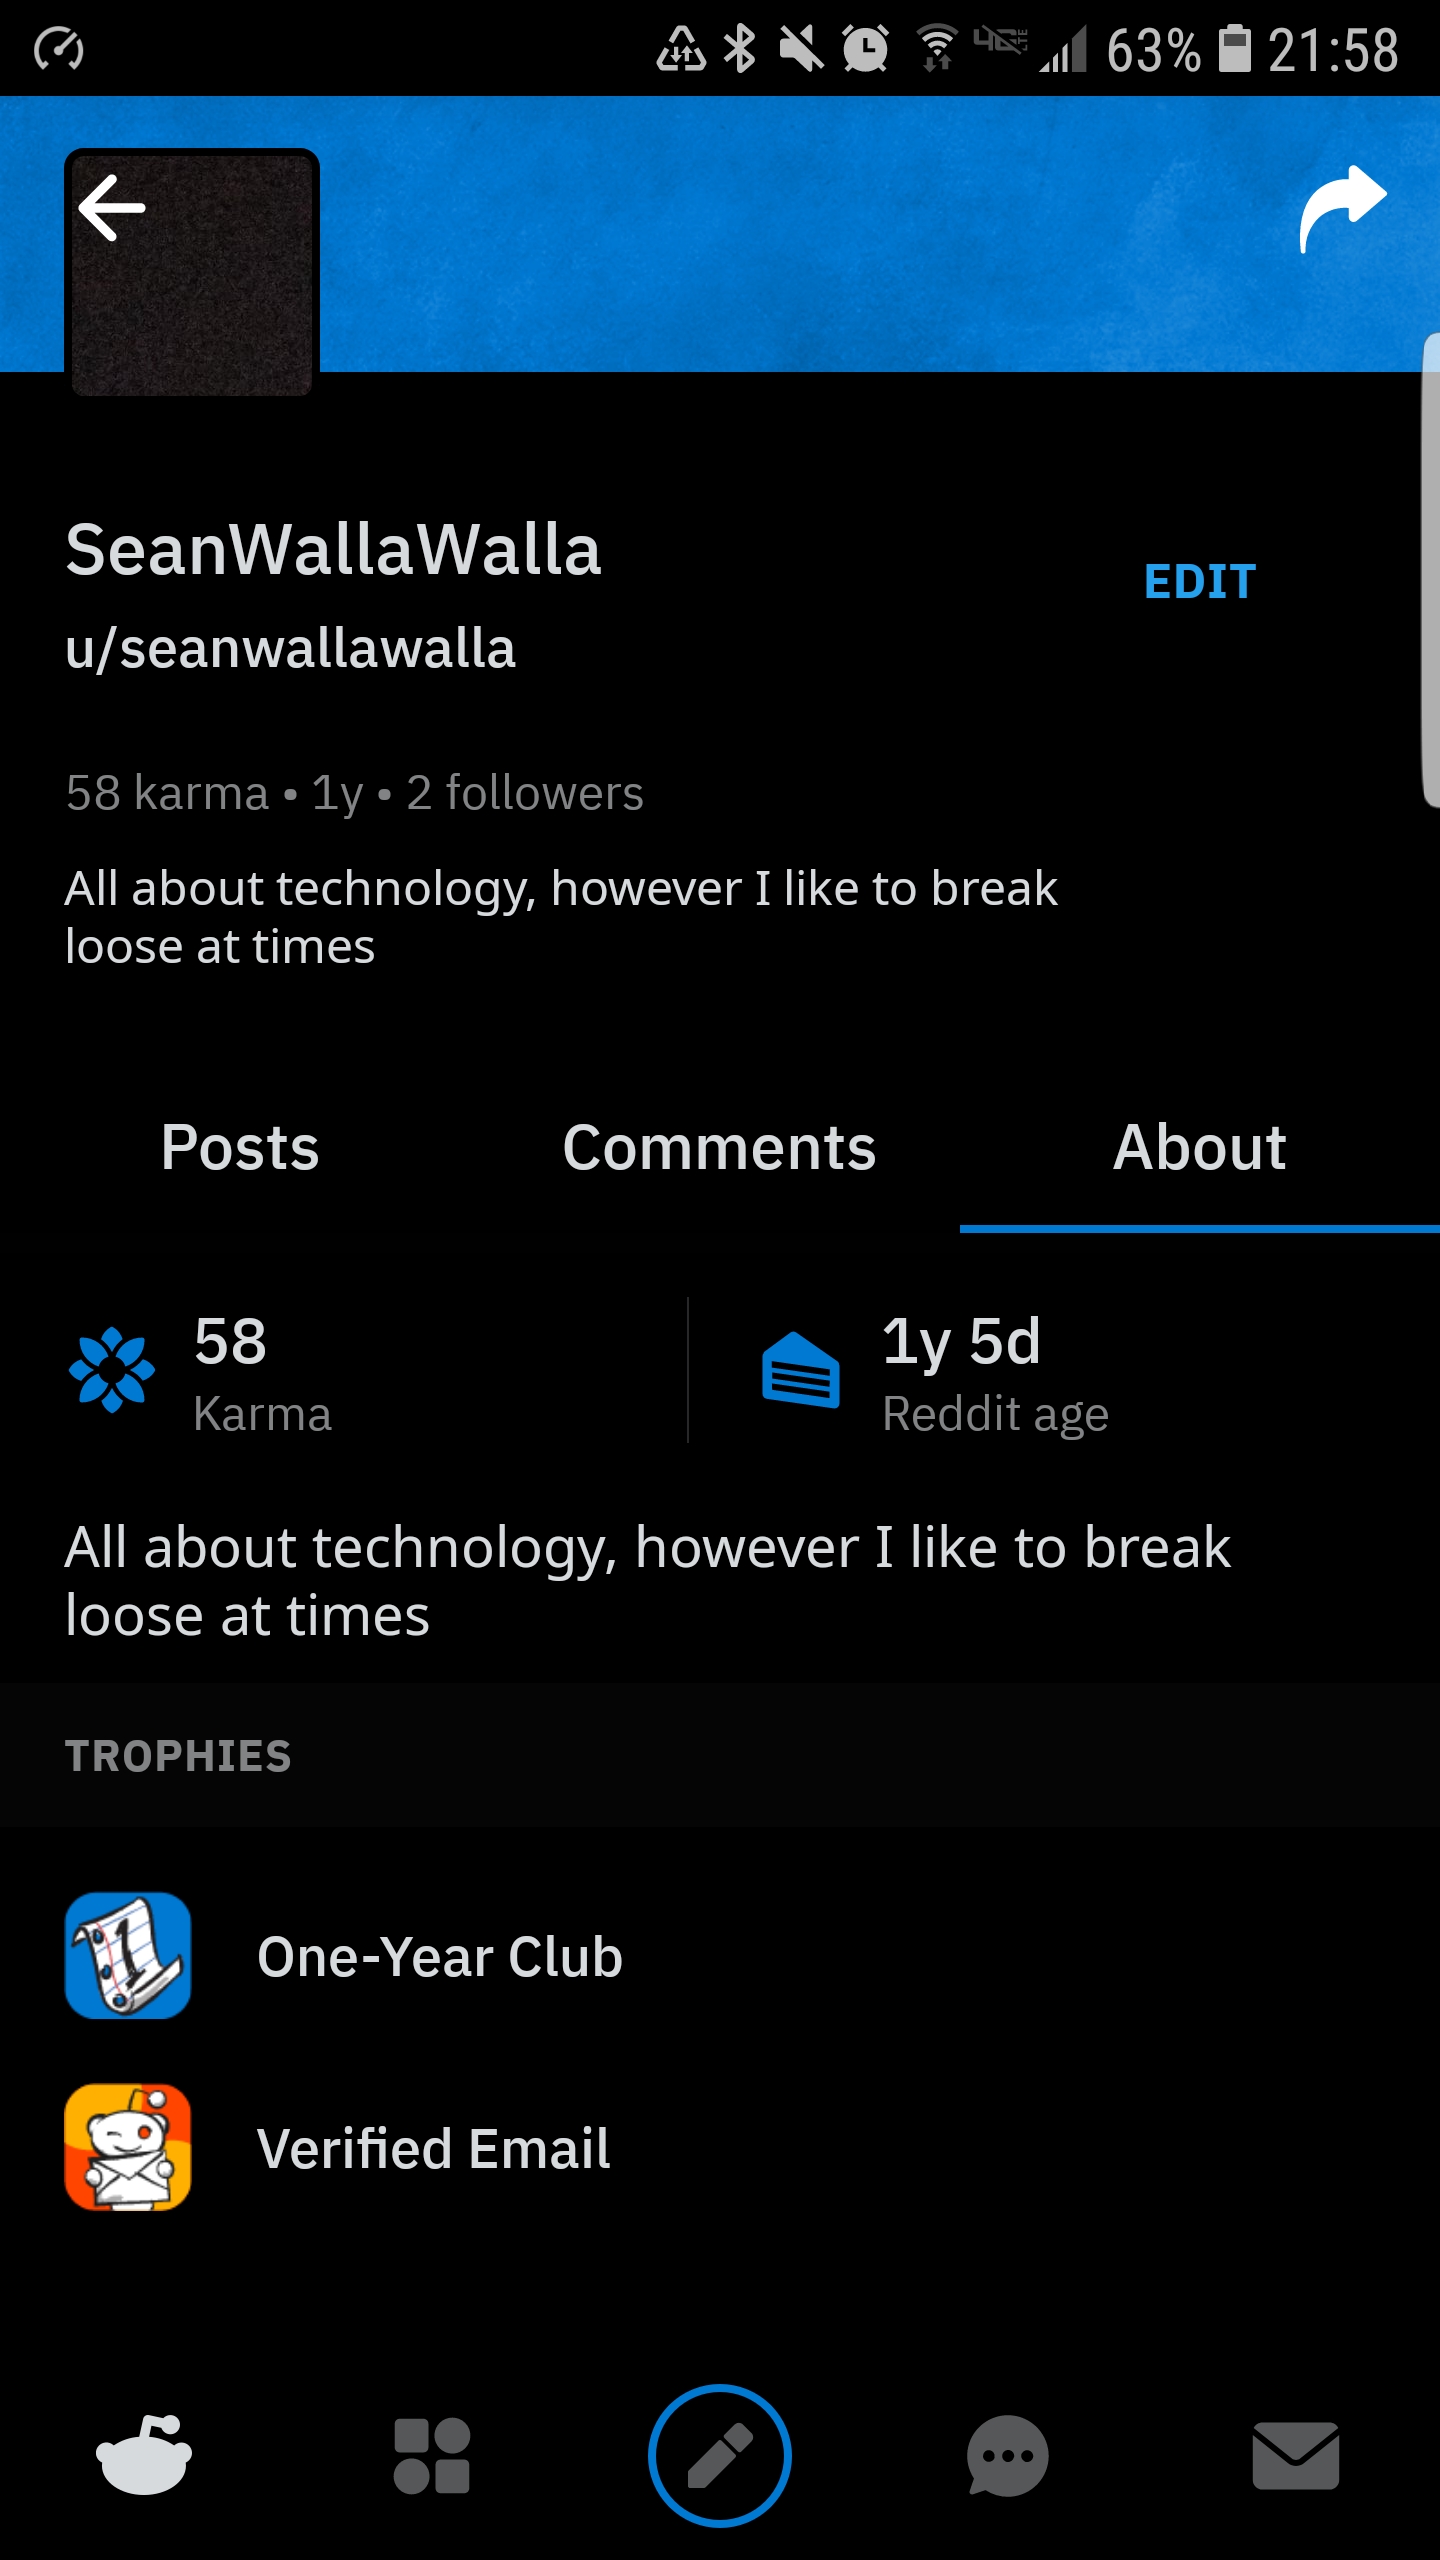 63% 21:58
SeanWallaWalla
EDIT
u/seanwallawalla
58 karma • 1y • 2 followers
All about technology, however I like to break
loose at times
Posts Comments About
58
Karma
1y 5d
Reddit age
All about technology, however I like to break
loose at times
TROPHIES
One-Year Club
Verified Email